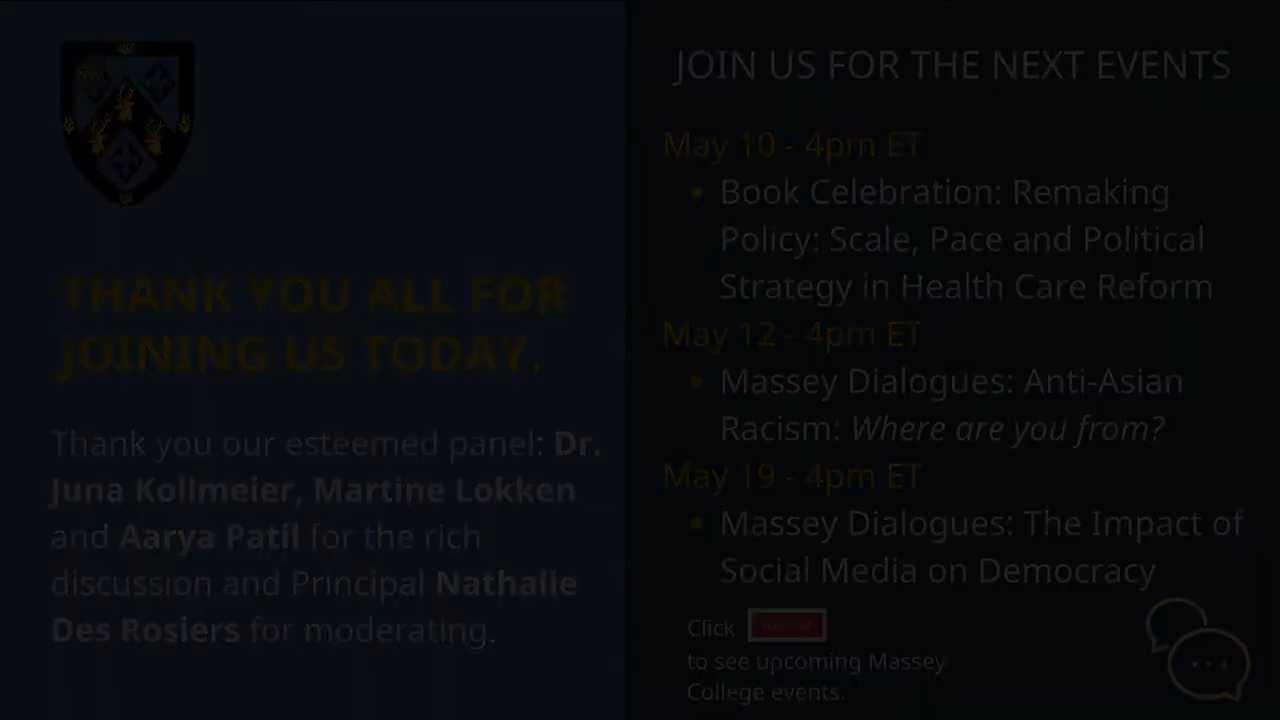 THANK YOU ALL FOR
JOINING US TODAY.
Thank you our esteemed panel: Dr.
Juna Kollmeier, Martine Lokken
and Aarya Patil for the rich
discussion and Principal Nathalie
Des Rosiers for moderating.
JOIN US FOR THE NEXT EVENTS
May 10 - 4pm ET
Book Celebration: Remaking
Policy: Scale, Pace and Political
Strategy in Health Care Reform
May 12 - 4pm ET
Massey Dialogues: Anti-Asian
Racism: Where are you from?
May 19 - 4pm ET
Massey Dialogues: The Impact of
Social Media on Democracy
Click
to see upcoming Massey
College events.